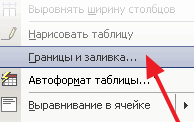 Выровнять ширину столбцов
Нарисовать таблицу
Границы и заливка...
Автоформат таблицы...
Выравнивание в ячейке